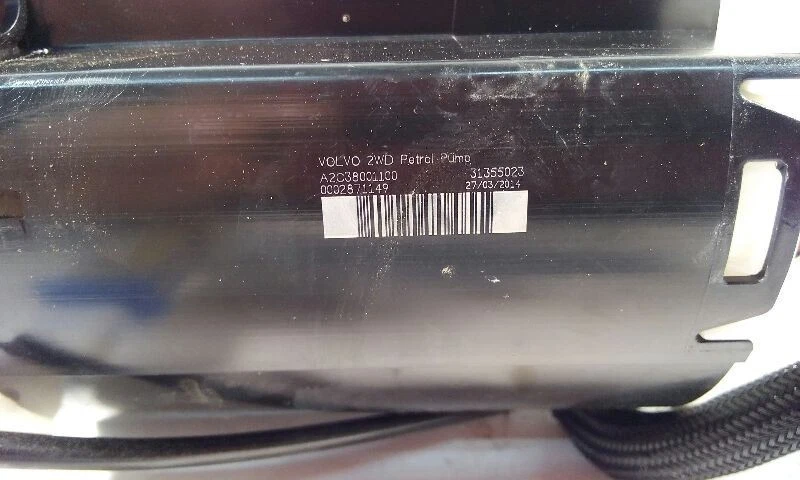 VOLVO 2WD Petrol Pump
A2C38001100 31355023
0002871149 27/03/2014